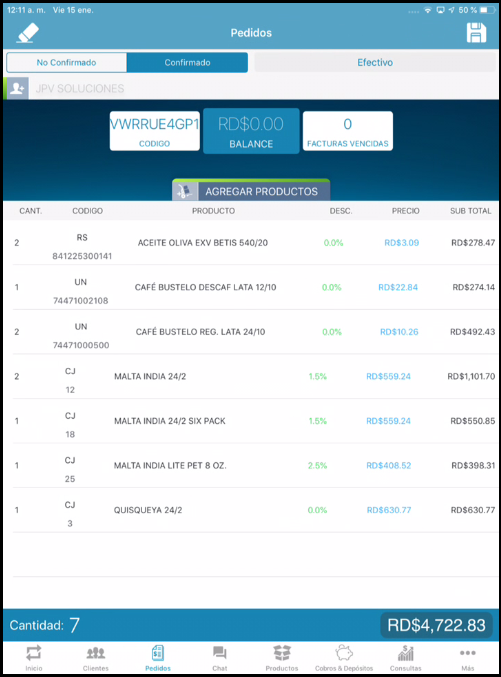 12:11 a. m. Vie 15 ene. 50 %
Pedidos
No Confirmado Confirmado Efectivo
JPV SOLUCIONES
VWRRUE4GP1 RD$0.00 0
CODIGO BALANCE FACTURAS VENCIDAS
AGREGAR PRODUCTOS
CANT. CODIGO PRODUCTO DESC. PRECIO SUB TOTAL
2 RS ACEITE OLIVA EXV BETIS 540/20 0.0% RD$3.09 RD$278.47
841225300141
1 UN CAFÉ BUSTELO DESCAF LATA 12/10 0.0% RD$22.84 RD$274.14
74471002108
2 UN CAFÉ BUSTELO REG. LATA 24/10 0.0% RD$10.26 RD$492.43
74471000500
2 CJ MALTA INDIA 24/2 1.5% RD$559.24 RD$1,101.70
12
1 CJ MALTA INDIA 24/2 SIX PACK 1.5% RD$559.24 RD$550.85
18
1 CJ MALTA INDIA LITE PET 8 OZ. 2.5% RD$408.52 RD$398.31
25
1 CJ QUISQUEYA 24/2 0.0% RD$630.77 RD$630.77
3
Cantidad: 7 RD$4,722.83
Inicio Clientes Pedidos Chat Productos Cobros & Depósitos Consultas Más